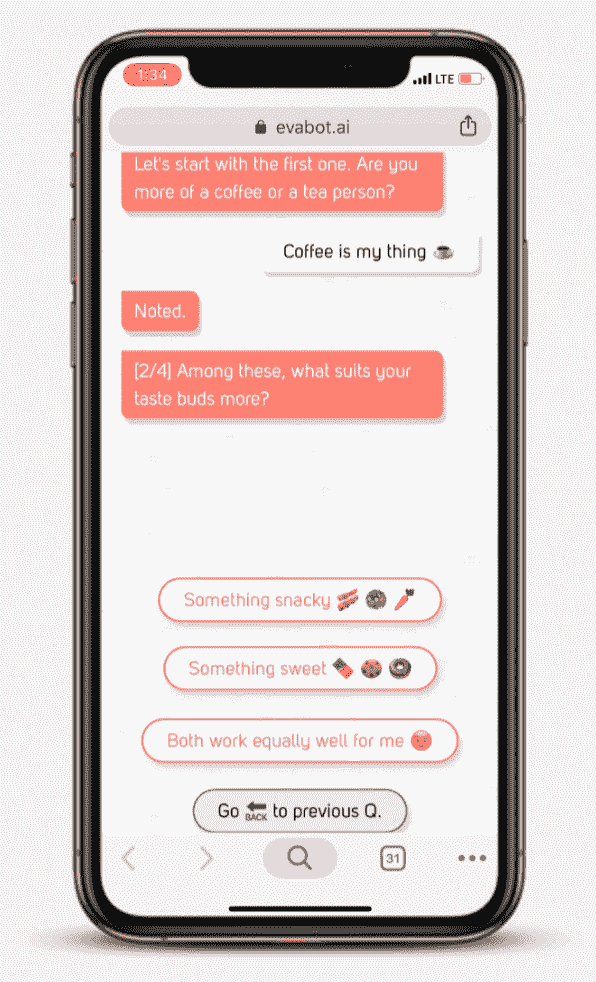 1:34
LTE
evabot.ai
Let's start with the first one. Are you
more of a coffee or a tea person?
Coffee is my thing ☕
Noted.
[2/4] Among these, what suits your
taste buds more?
Something snacky 🥓 🍩 🥕
Something sweet 🍫 🍪 🍩
Both work equally well for me 😍
Go 🔙 to previous Q.
31